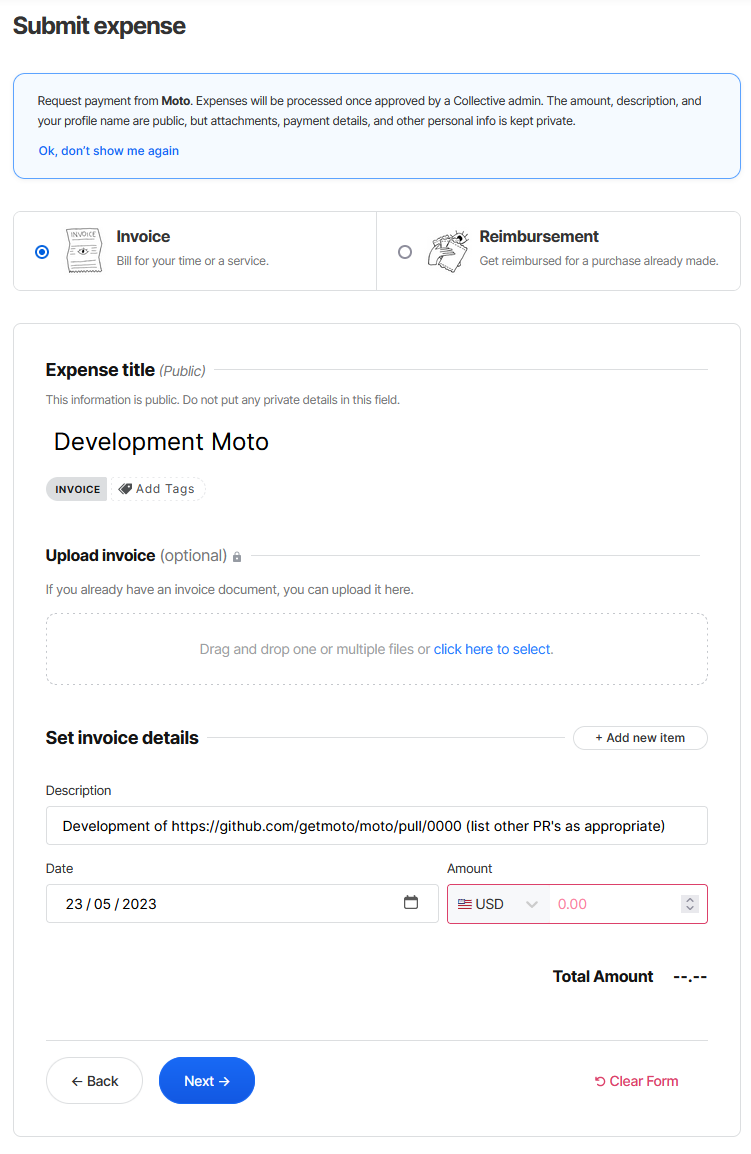 Submit expense
Request payment from Moto. Expenses will be processed once approved by a Collective admin. The amount, description, and
your profile name are public, but attachments, payment details, and other personal info is kept private.
Ok, don't show me again
INVOICE
Invoice
Bill for your time or a service.
Reimbursement
Get reimbursed for a purchase already made.
Expense title (Public)
This information is public. Do not put any private details in this field.
Development Moto
INVOICE Add Tags
Upload invoice (optional)
If you already have an invoice document, you can upload it here.
Drag and drop one or multiple files or click here to select.
Set invoice details
+ Add new item
Description
Development of https://github.com/getmoto/moto/pull/0000 (list other PR's as appropriate)
Date
Amount
23 / 05 / 2023
USD 0.00
Total Amount --.--
← Back
Next →
Clear Form